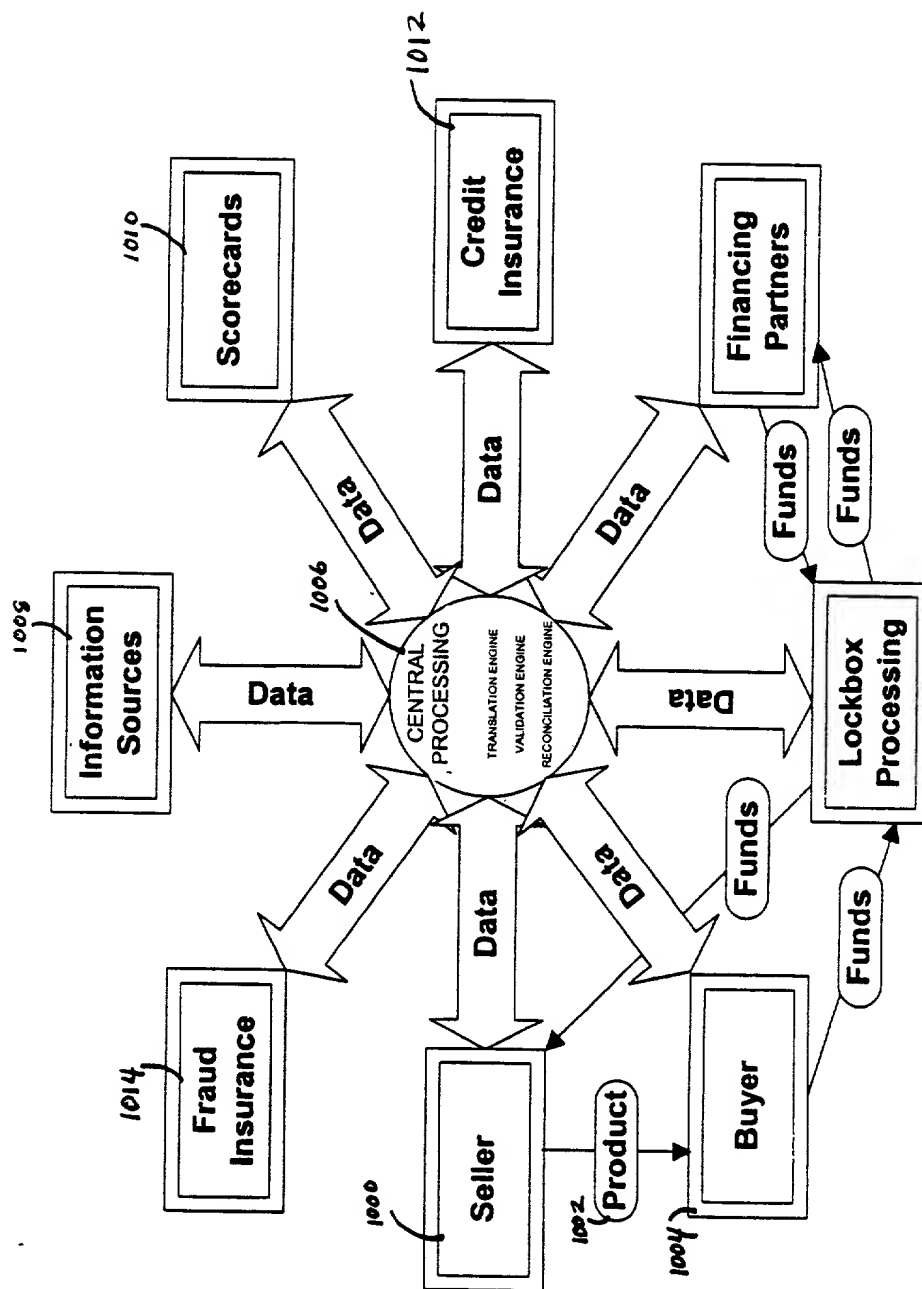 1008
Information
Sources
1010
Scorecards
1014
Fraud
Insurance
Data
Data
Data
1006
1012
CENTRAL
PROCESSING
TRANSLATION ENGINE
VALIDATION ENGINE
RECONCILIATION ENGINE
1000
Seller
Data
Data
Credit
Insurance
Data
Data
Data
1002
Product
Funds
Funds
Funds
1004
Buyer
Funds
Lockbox
Processing
Financing
Partners